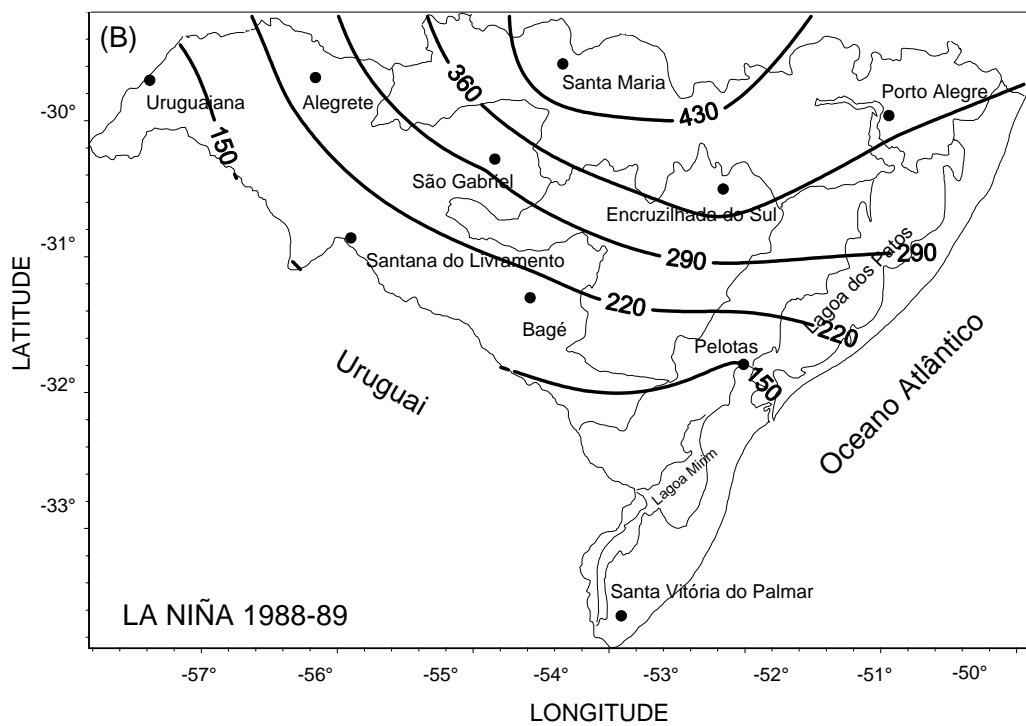 (B)
Santa Maria
360
Uruguaiana
Alegrete
Porto Alegre
430
-30°
150
São Gabriel
Encruzilhada do Sul
LATITUDE
-31°
Santana do Livramento
290
290
Lagoa dos Patos
220
220
Bagé
Pelotas
-32°
150
Uruguai
Oceano Atlântico
Lagoa Mirim
-33°
Santa Vitória do Palmar
LA NIÑA 1988-89
-57°
-56°
-55°
-54°
-53°
-52°
-51°
-50°
LONGITUDE